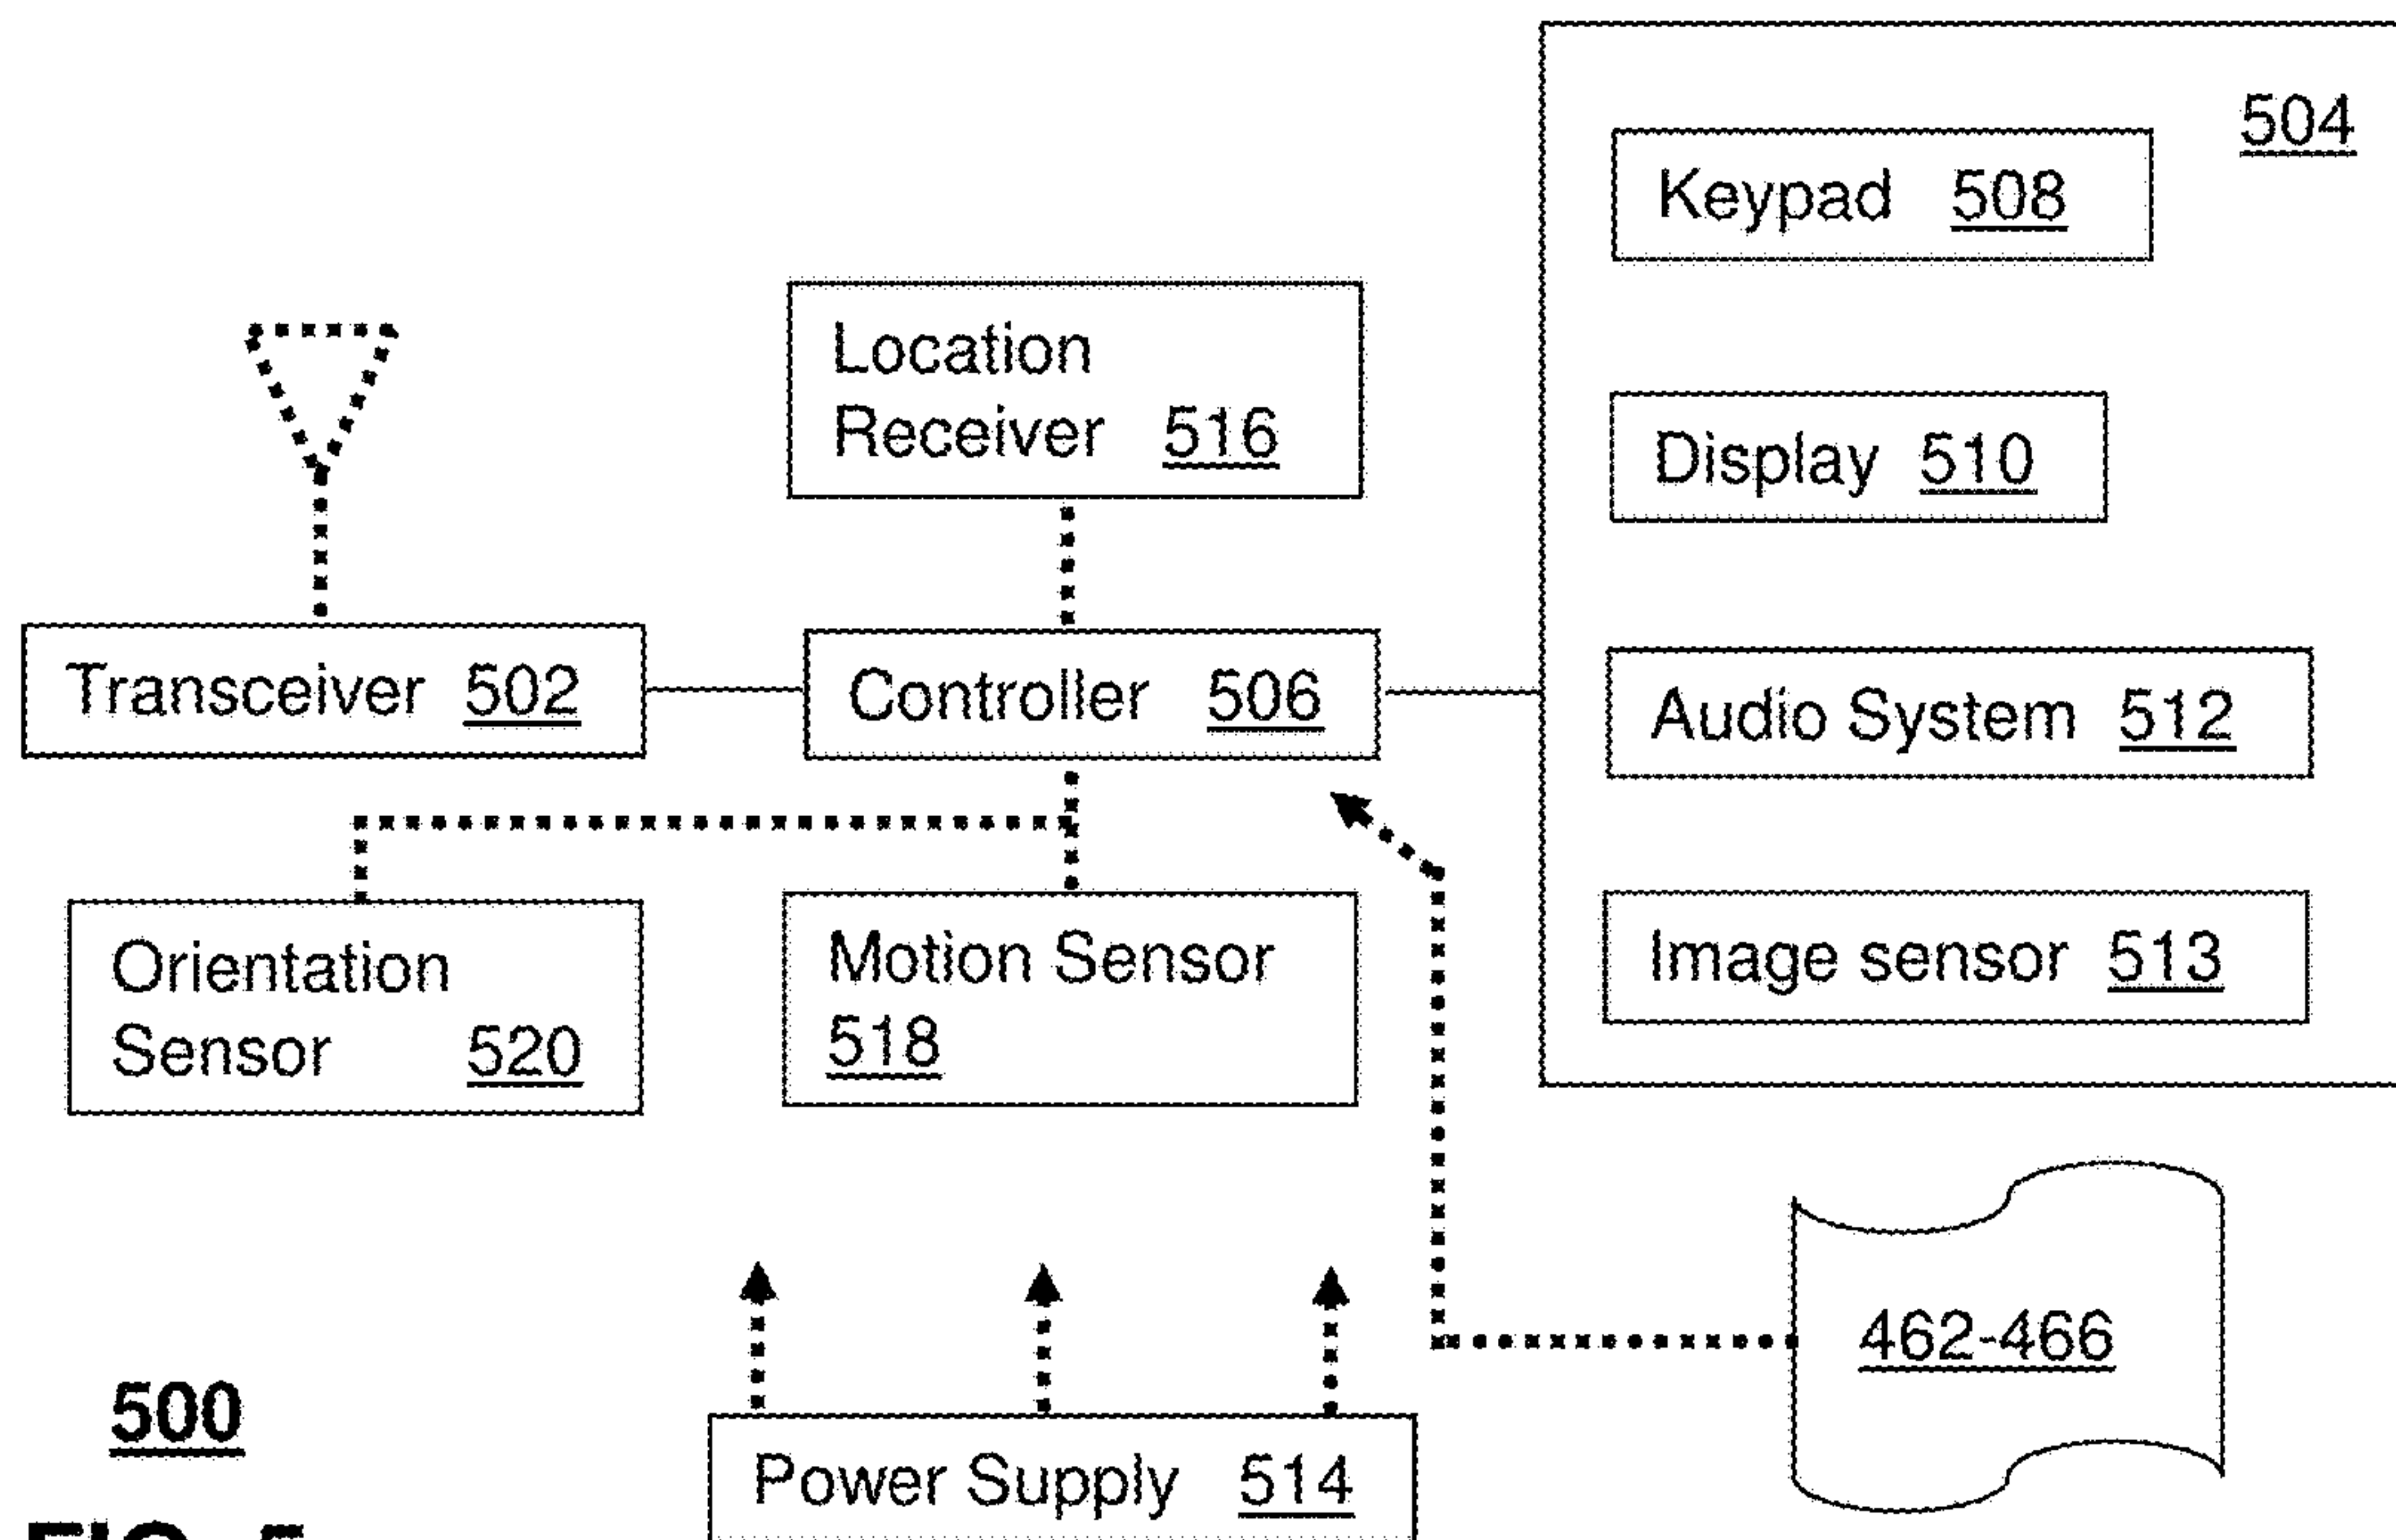 504
Keypad 508
Location
Receiver 516
Display 510
Transceiver 502
Controller 506
Audio System 512
Orientation
Sensor 520
Motion Sensor
518
Image sensor 513
462-466
500
Power Supply 514